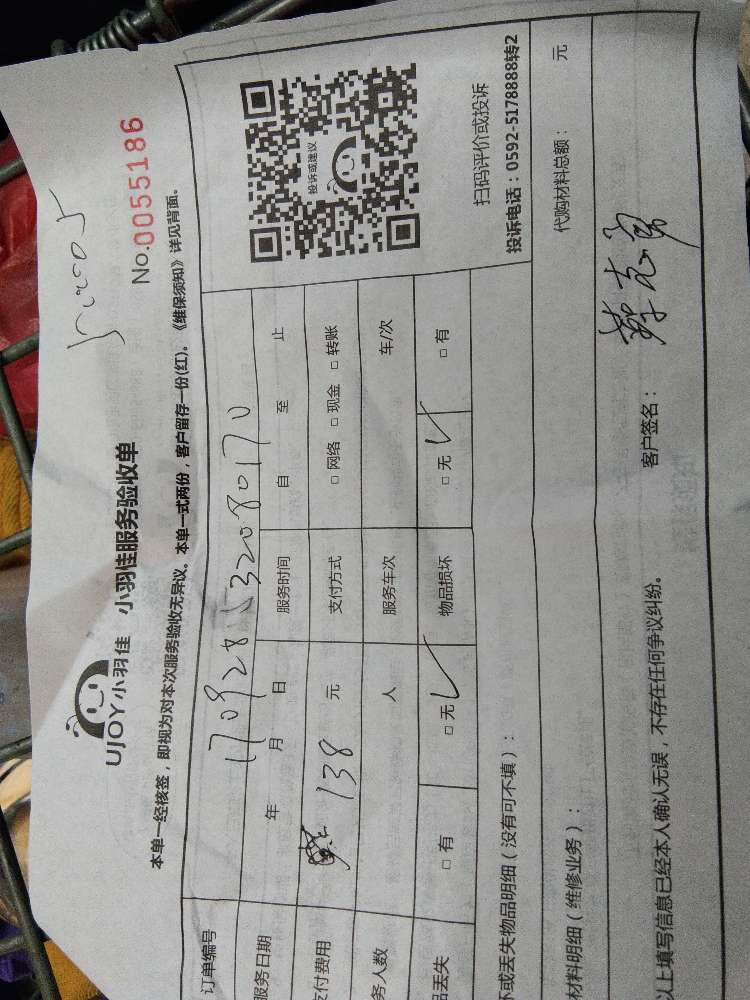 UJOY小羽佳 小羽佳服务验收单
No.0055186
本单一经核签，即视为对本次服务验收无异议。本单一式两份，客户留存一份(红)。《维保须知》详见背面。
订单编号 1709281532080170
服务日期 年 月 日 服务时间 自 至 止
支付费用 138 元 支付方式 □ 网络 □ 现金 □ 转账
务人数 人 服务车次 车/次
品丢失 □ 有 □ 无 物品损坏 □ 无 □ 有
投诉或建议
扫码评价或投诉
投诉电话：0592-5178888转2
坏或丢失物品明细（没有可不填）：
材料明细（维修业务）： 代购材料总额： 元
以上填写信息已经本人确认无误，不存在任何争议纠纷。 客户签名：